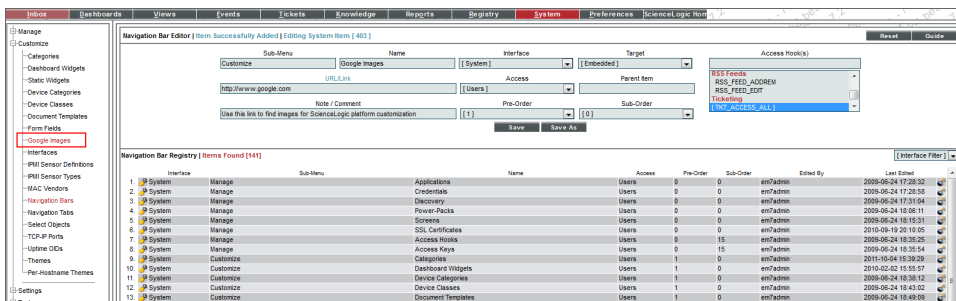 Inbox Dashboards Views Events Tickets Knowledge Reports Registry System Preferences ScienceLogic Hom
Manage
Customize
Categories
Dashboard Widgets
Static Widgets
Device Categories
Device Classes
Document Templates
Form Fields
Google Images
Interfaces
IPMI Sensor Definitions
IPMI Sensor Types
MAC Vendors
Navigation Bars
Navigation Tabs
Select Objects
TCP-IP Ports
Uptime OIDs
Themes
Per-Hostname Themes
Settings
Navigation Bar Editor | Item Successfully Added | Editing System Item [ 403 ] Reset Guide
Sub-Menu Name Interface Target Access Hook(s)
Customize Google Images [ System ] [ Embedded ]
URL/Link Access Parent Item
http://www.google.com [ Users ]
Note / Comment Pre-Order Sub-Order
Use this link to find images for ScienceLogic platform customization [ 1 ] [ 0 ]
RSS Feeds
RSS_FEED_ADDREM
RSS_FEED_EDIT
Ticketing
[ TKT_ACCESS_ALL ]
Save Save As
Navigation Bar Registry | Items Found [141] [ Interface Filter ]
Interface Sub-Menu Name Access Pre-Order Sub-Order Edited By Last Edited
1. System Manage Applications Users 0 0 em7admin 2009-06-24 17:28:32
2. System Manage Credentials Users 0 0 em7admin 2009-06-24 17:28:58
3. System Manage Discovery Users 0 0 em7admin 2009-06-24 17:31:04
4. System Manage Power-Packs Users 0 0 em7admin 2009-06-24 18:06:11
5. System Manage Screens Users 0 0 em7admin 2009-06-24 18:15:31
6. System Manage SSL Certificates Users 0 0 em7admin 2010-09-19 20:10:05
7. System Manage Access Hooks Users 0 15 em7admin 2009-06-24 18:35:25
8. System Manage Access Keys Users 0 15 em7admin 2009-06-24 18:35:54
9. System Customize Categories Users 1 0 em7admin 2011-10-04 15:39:29
10. System Customize Dashboard Widgets Users 1 0 em7admin 2010-02-02 15:55:57
11. System Customize Device Categories Users 1 0 em7admin 2009-06-24 18:38:12
12. System Customize Device Classes Users 1 0 em7admin 2009-06-24 18:43:02
13. System Customize Document Templates Users 1 0 em7admin 2009-06-24 18:49:09